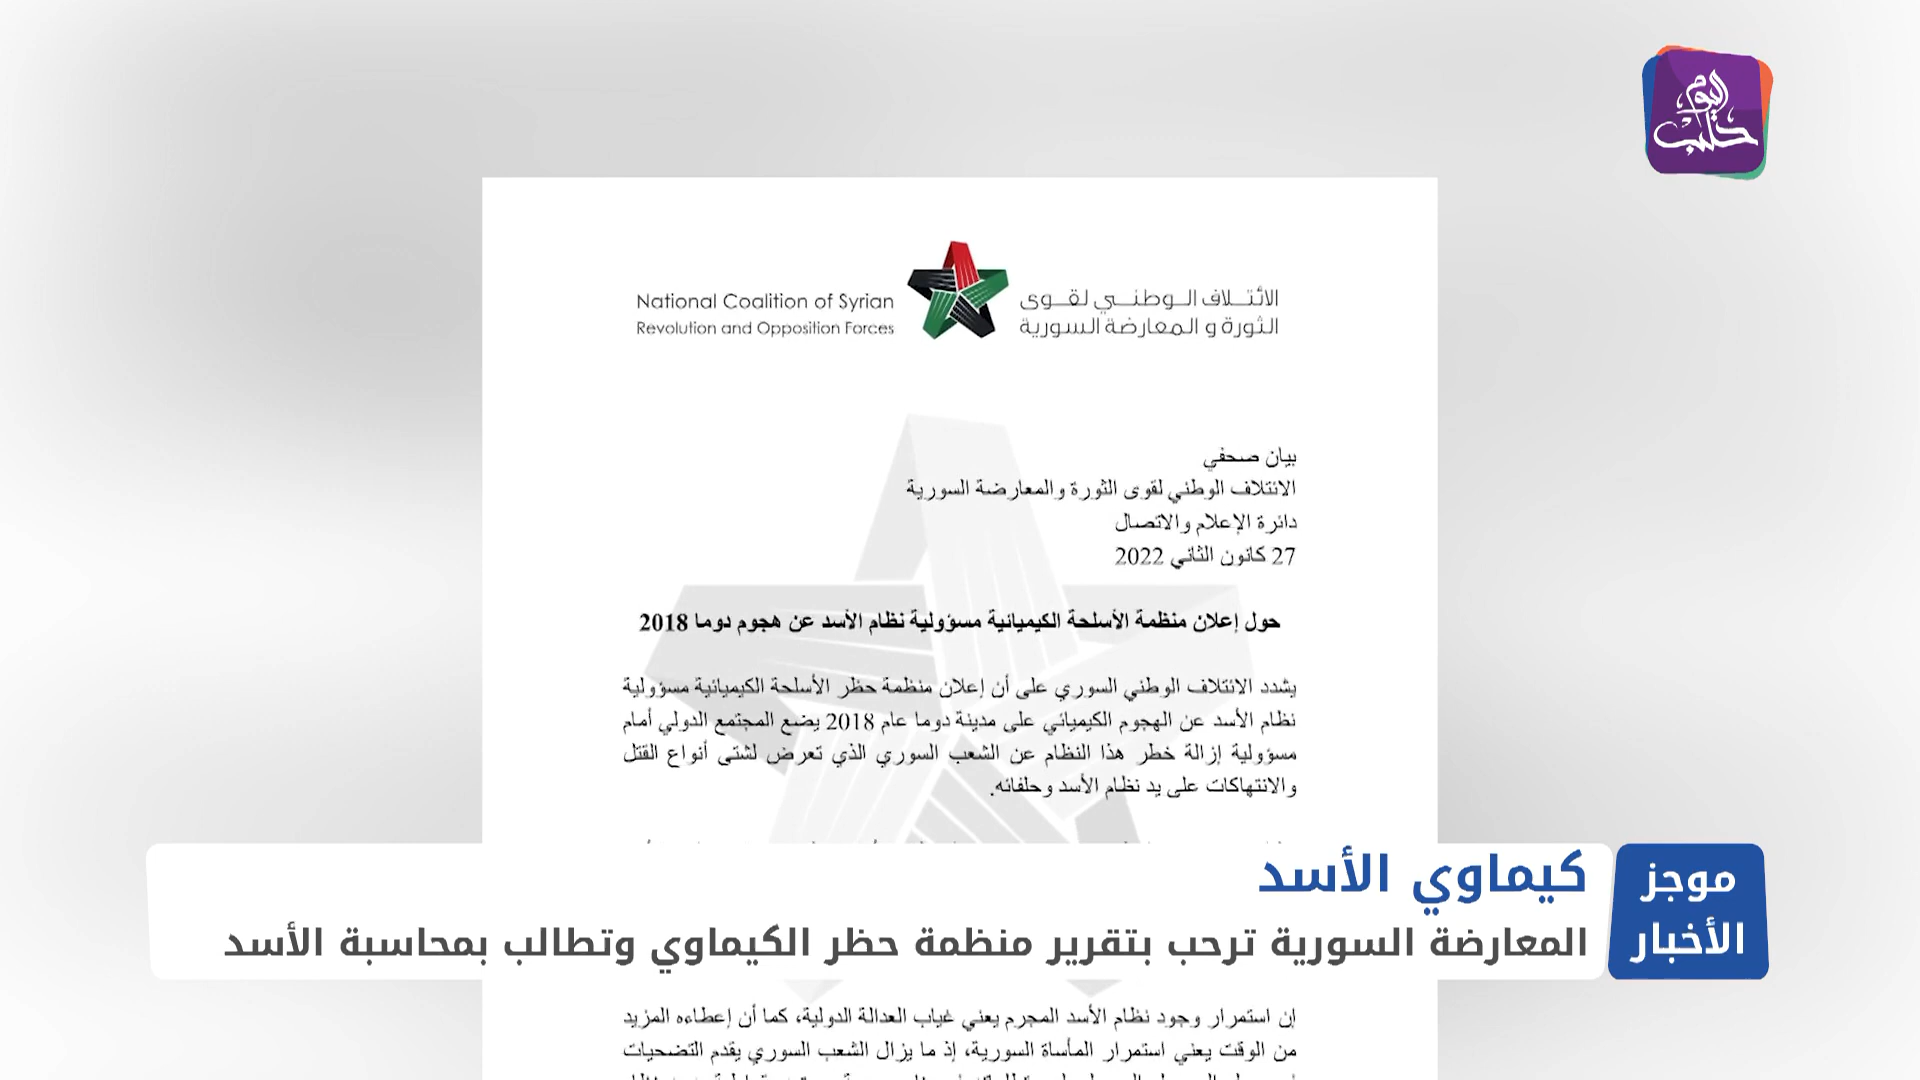 حلب اليوم
National Coalition of Syrian
Revolution and Opposition Forces
الائتلاف الوطني لقوى
الثورة و المعارضة السورية
بيان صحفي
الائتلاف الوطني لقوى الثورة والمعارضة السورية
دائرة الإعلام والاتصال
27 كانون الثاني 2022
حول إعلان منظمة الأسلحة الكيميائية مسؤولية نظام الأسد عن هجوم دوما 2018
يشدد الائتلاف الوطني السوري على أن إعلان منظمة حظر الأسلحة الكيميائية مسؤولية
نظام الأسد عن الهجوم الكيميائي على مدينة دوما عام 2018 يضع المجتمع الدولي أمام
مسؤولية إزالة خطر هذا النظام عن الشعب السوري الذي تعرض لشتى أنواع القتل
والانتهاكات على يد نظام الأسد وحلفائه.
موجز
الأخبار
كيماوي الأسد
المعارضة السورية ترحب بتقرير منظمة حظر الكيماوي وتطالب بمحاسبة الأسد
إن استمرار وجود نظام الأسد المجرم يعني غياب العدالة الدولية، كما أن إعطاءه المزيد
من الوقت يعني استمرار المأساة السورية، إذ ما يزال الشعب السوري يقدم التضحيات